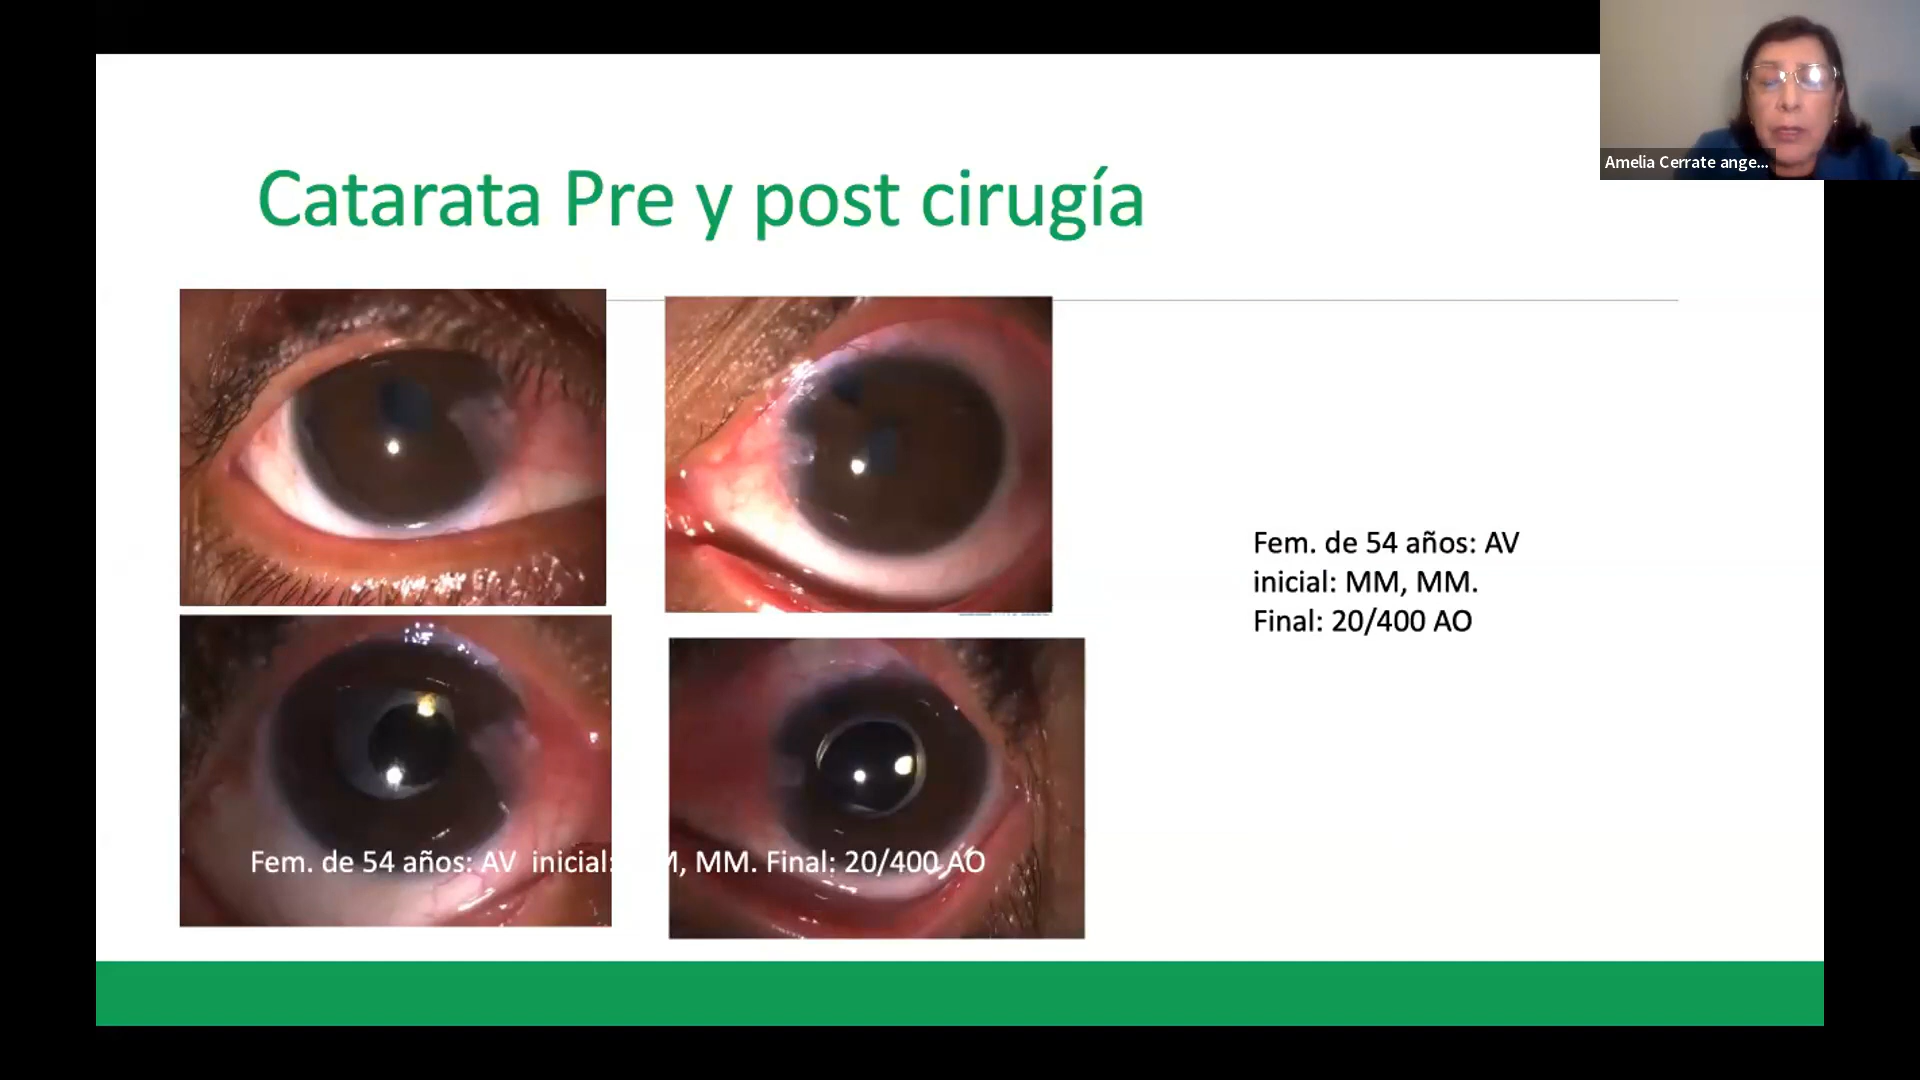 Amelia Cerrate ange...
Catarata Pre y post cirugía
Fem. de 54 años: AV
inicial: MM, MM.
Final: 20/400 AO
Fem. de 54 años: AV inicial: MM, MM. Final: 20/400 AO